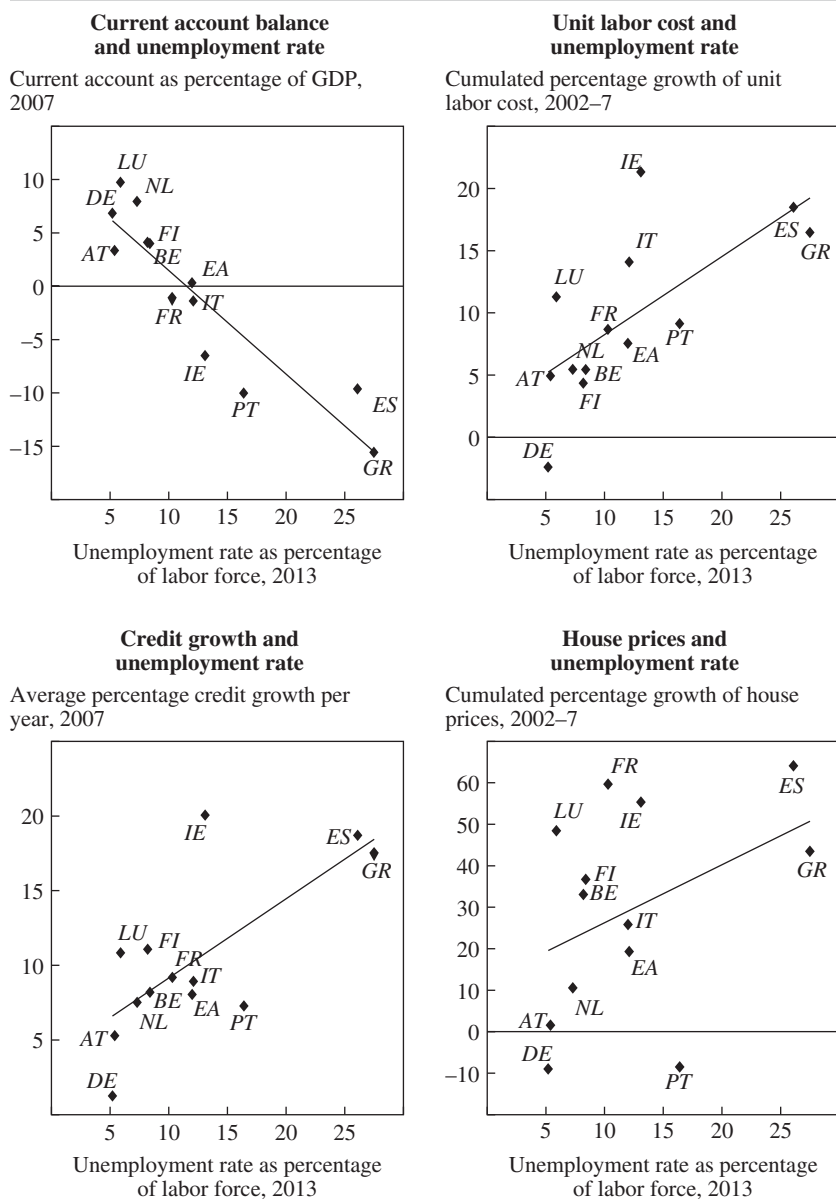 Current account balance
and unemployment rate
Current account as percentage of GDP,
2007
10
5
0
−5
−10
−15
LU
NL
DE
FI
AT
BE
EA
FR
IT
IE
PT
ES
GR
5 10 15 20 25
Unemployment rate as percentage
of labor force, 2013
Unit labor cost and
unemployment rate
Cumulated percentage growth of unit
labor cost, 2002–7
20
15
10
5
0
IE
ES
GR
IT
LU
FR
PT
NL
EA
AT
BE
FI
DE
5 10 15 20 25
Unemployment rate as percentage
of labor force, 2013
Credit growth and
unemployment rate
Average percentage credit growth per
year, 2007
20
15
10
5
IE
ES
GR
LU
FI
FR
IT
BE
EA
NL
PT
AT
DE
5 10 15 20 25
Unemployment rate as percentage
of labor force, 2013
House prices and
unemployment rate
Cumulated percentage growth of house
prices, 2002–7
60
50
40
30
20
10
0
−10
FR
ES
LU
IE
GR
FI
BE
IT
EA
NL
AT
DE
PT
5 10 15 20 25
Unemployment rate as percentage
of labor force, 2013